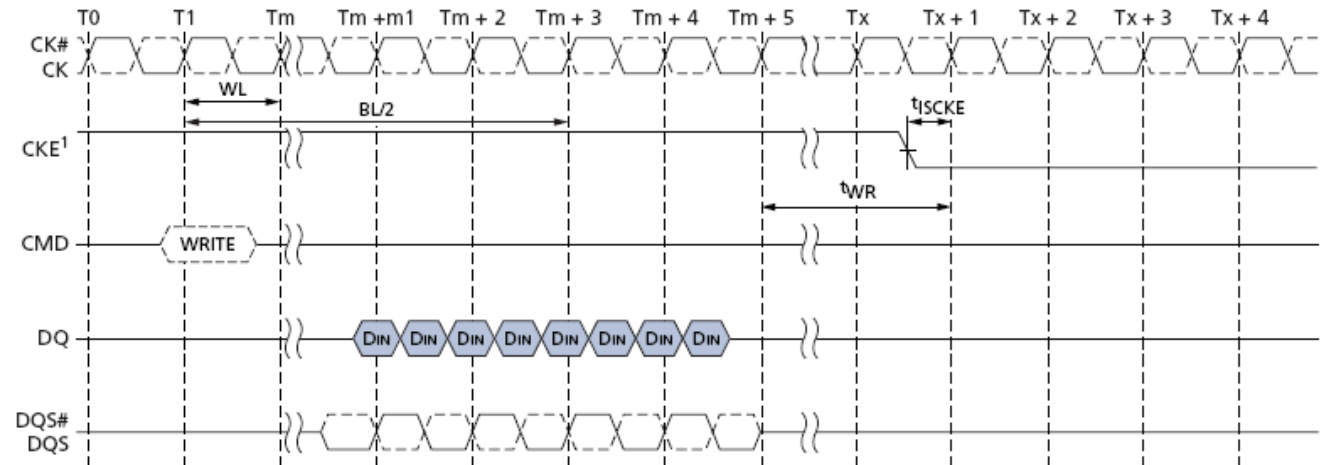 T0 T1 Tm Tm +m1 Tm + 2 Tm + 3 Tm + 4 Tm + 5 Tx Tx + 1 Tx + 2 Tx + 3 Tx + 4
CK#
CK
WL
BL/2
tISCKE
CKE1
tWR
CMD WRITE
DQ DIN DIN DIN DIN DIN DIN DIN DIN
DQS#
DQS